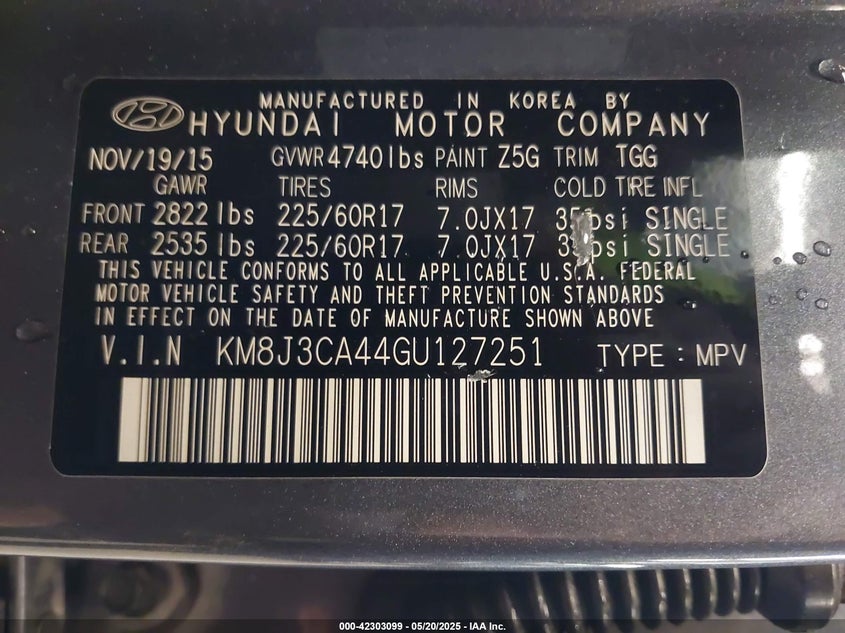 MANUFACTURED IN KOREA BY
HYUNDAI MOTOR COMPANY
NOV/19/15 GVWR 4740 lbs PAINT Z5G TRIM TGG
GAWR TIRES RIMS COLD TIRE INFL
FRONT 2822 lbs 225/60R17 7.0JX17 SINGLE
REAR 2535 lbs 225/60R17 7.0JX17 SINGLE
THIS VEHICLE CONFORMS TO ALL APPLICABLE U.S.A. FEDERAL
MOTOR VEHICLE SAFETY AND THEFT PREVENTION STANDARDS
IN EFFECT ON THE DATE OF MANUFACTURE SHOWN ABOVE
V.I.N KM8J3CA44GU127251 TYPE : MPV
000-42303099 - 05/20/2025 - IAA Inc.